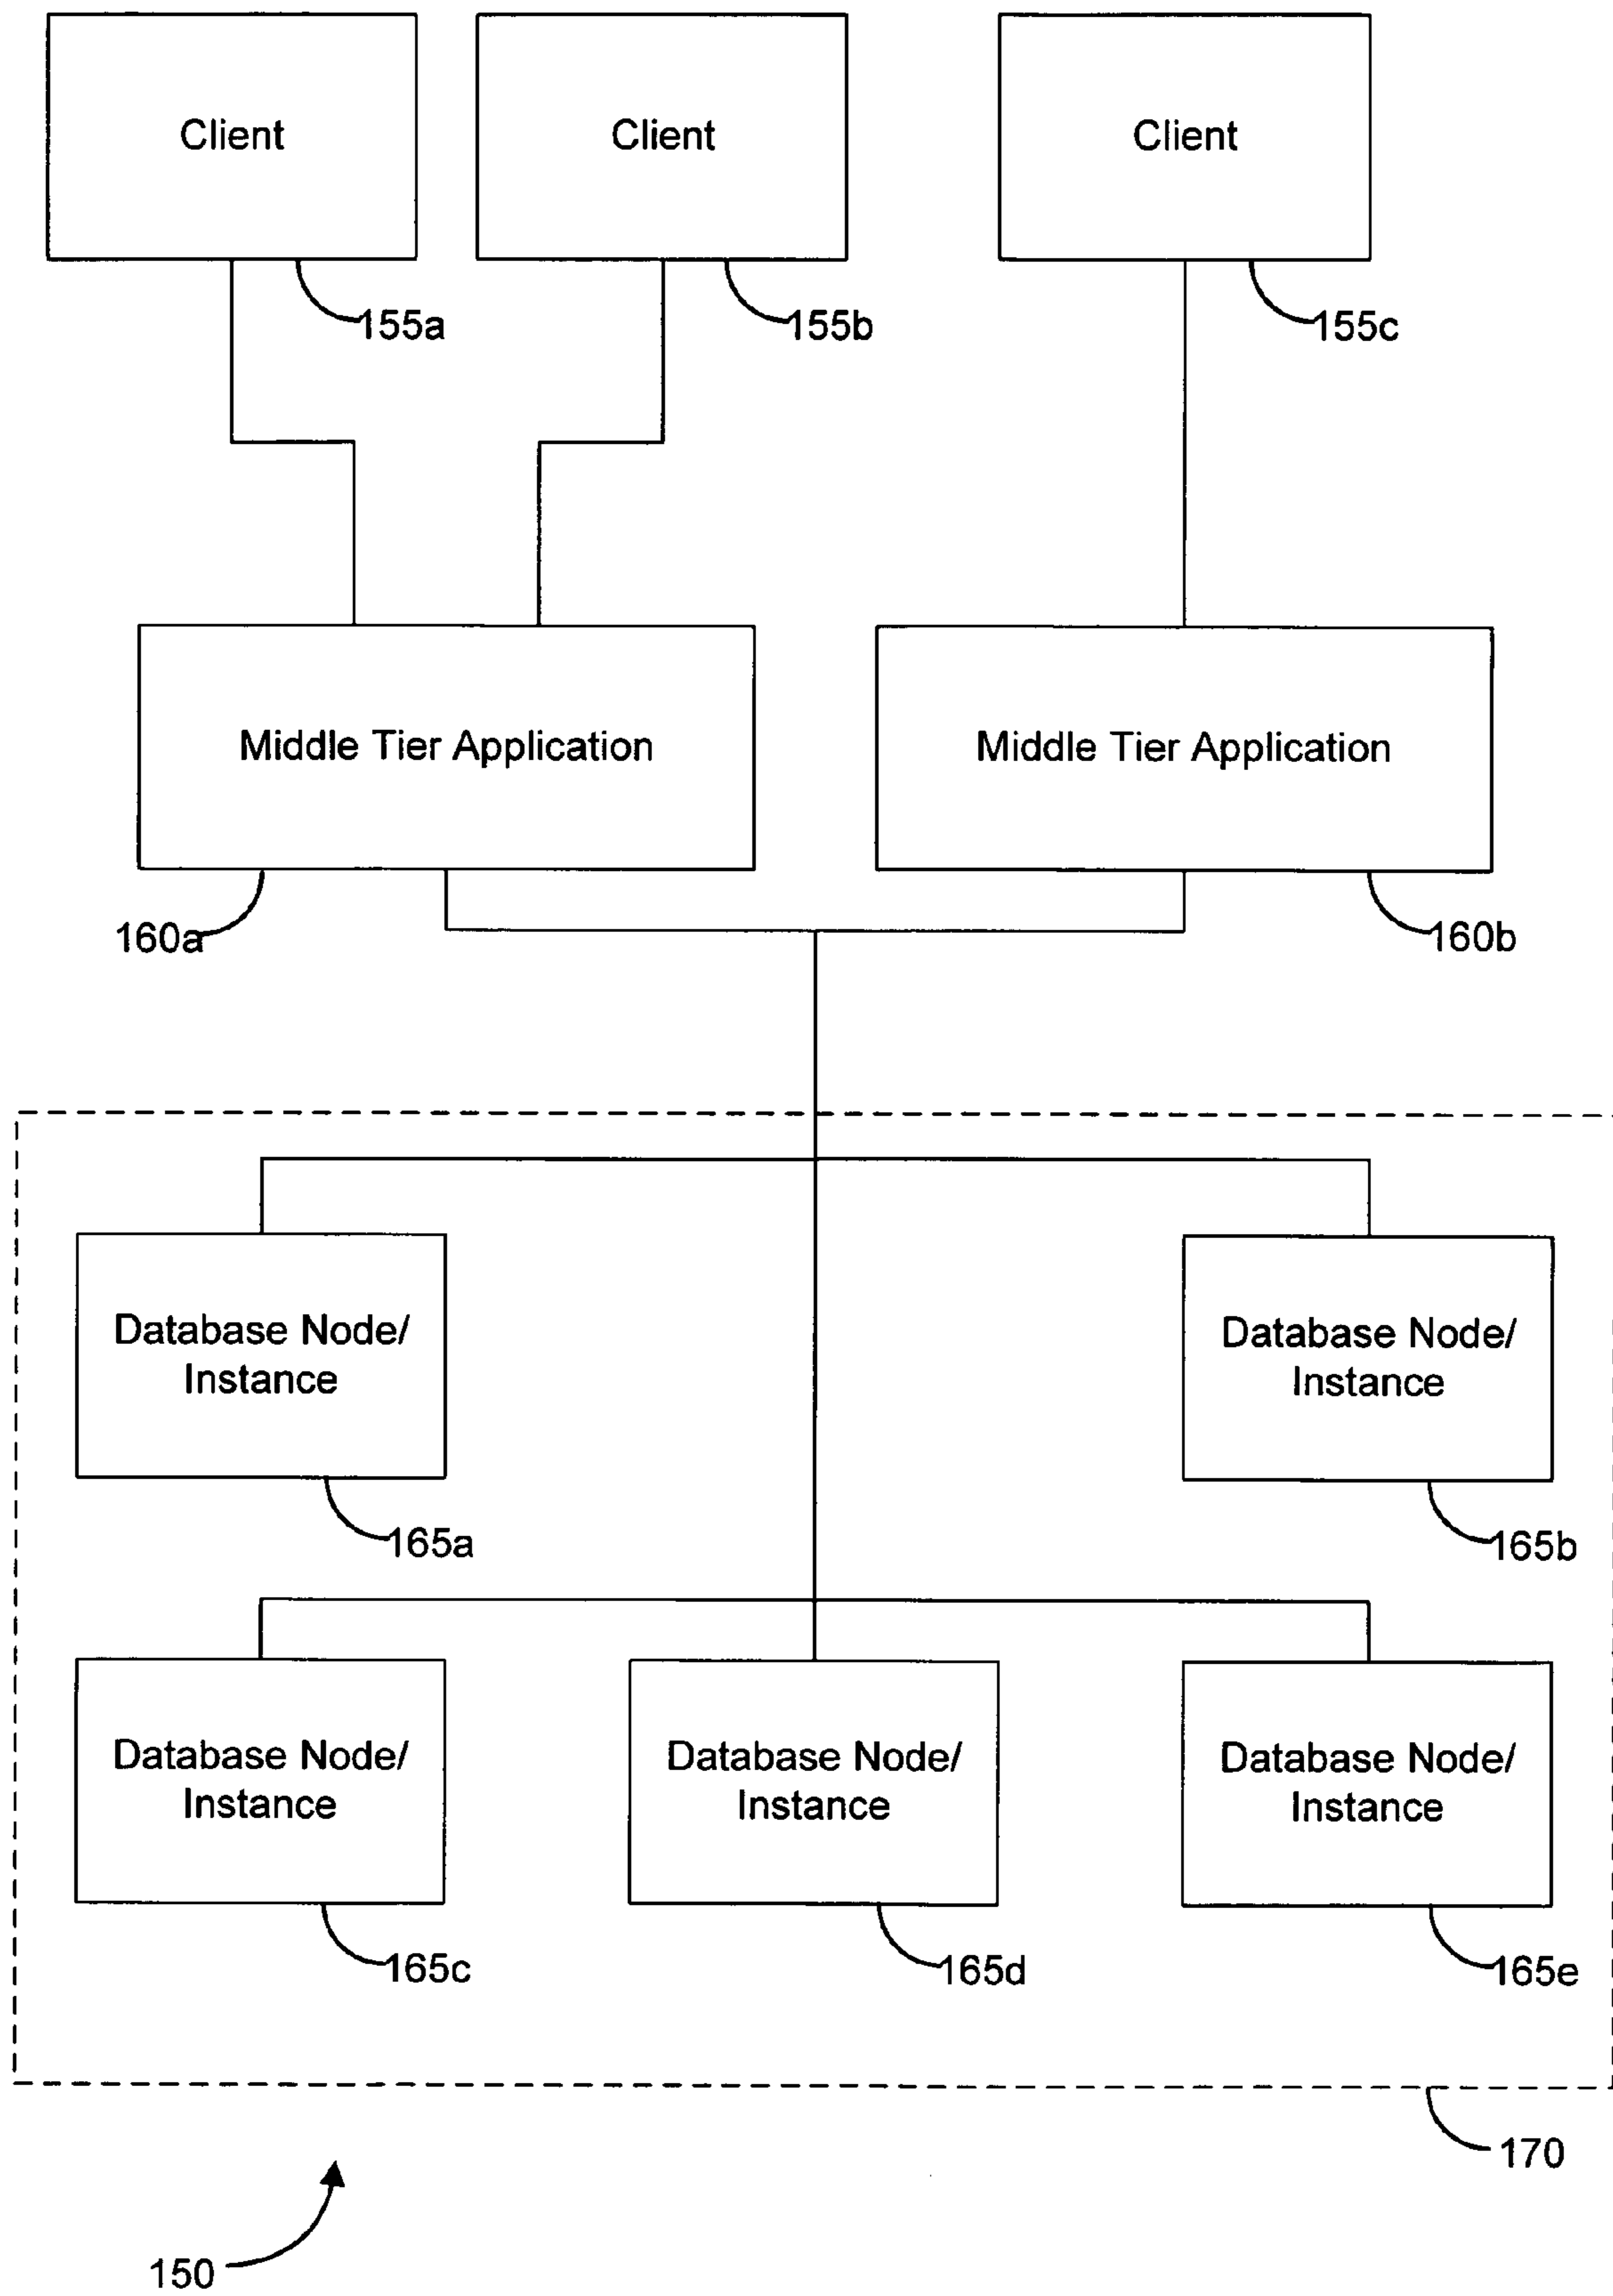 Client
Client
Client
155a
155b
155c
Middle Tier Application
Middle Tier Application
160a
160b
Database Node/
Instance
Database Node/
Instance
165a
165b
Database Node/
Instance
Database Node/
Instance
Database Node/
Instance
165c
165d
165e
170
150